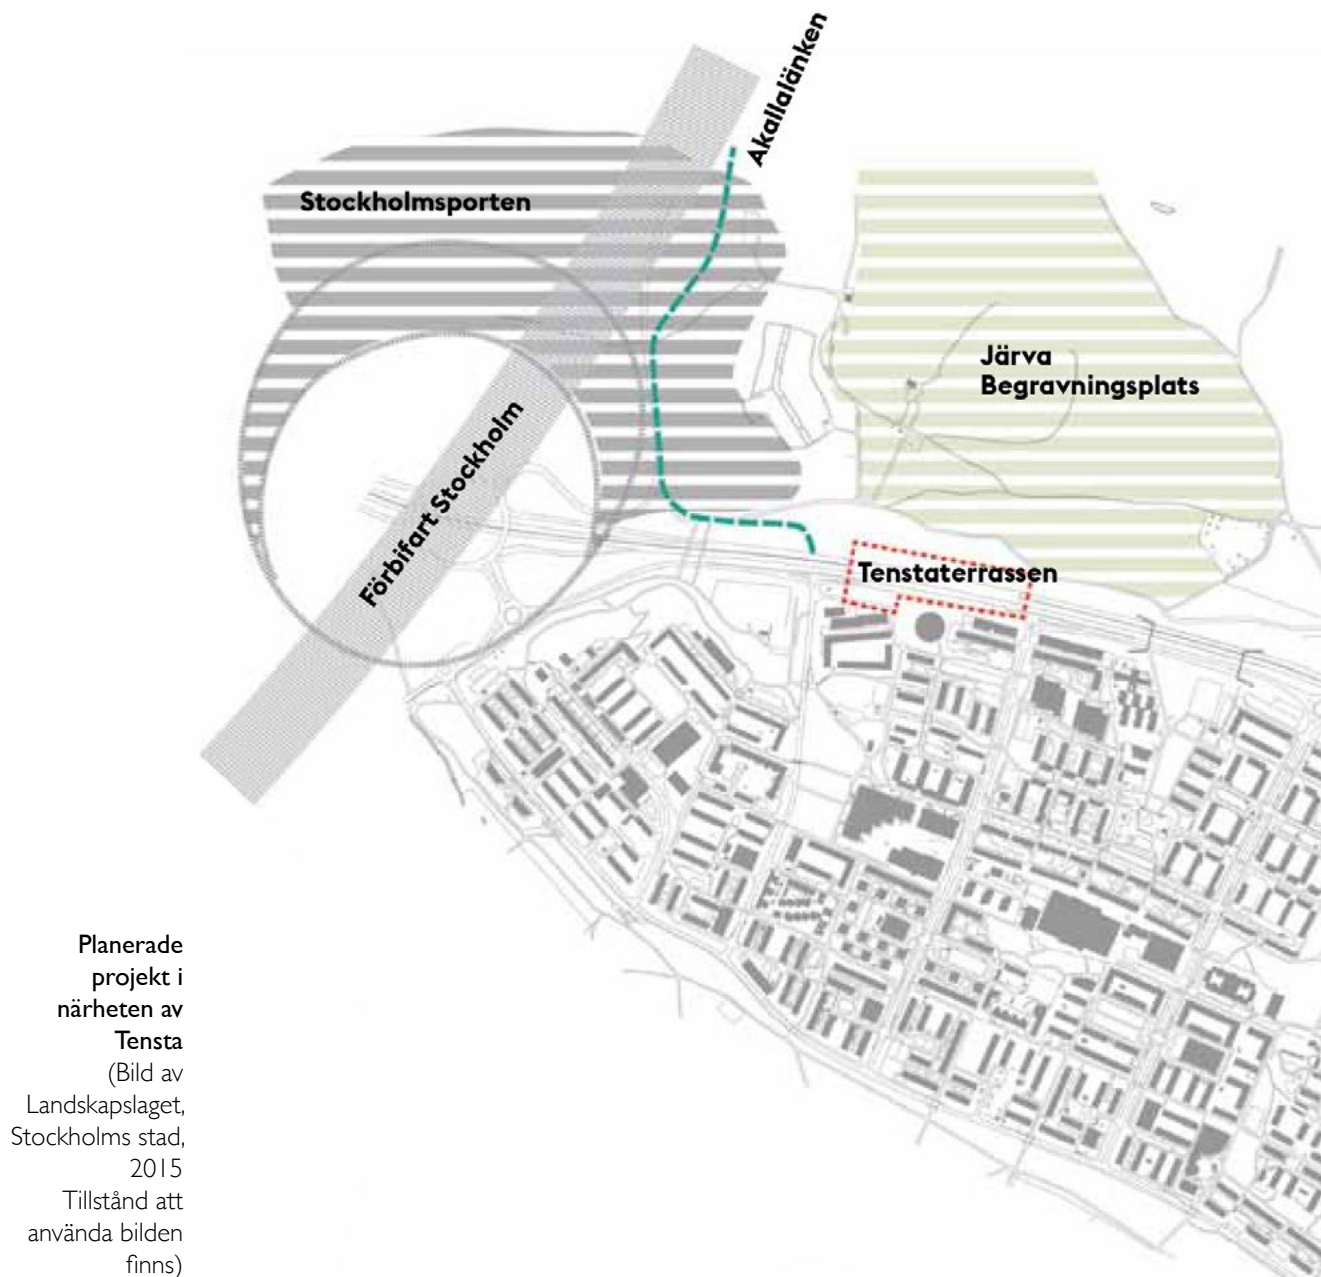 Akallalänken
Stockholmsporten
Järva
Begravningsplats
Förbifart Stockholm
Tenstaterrassen
Planerade
projekt i
närheten av
Tensta
(Bild av
Landskapslaget,
Stockholms stad,
2015
Tillstånd att
använda bilden
finns)